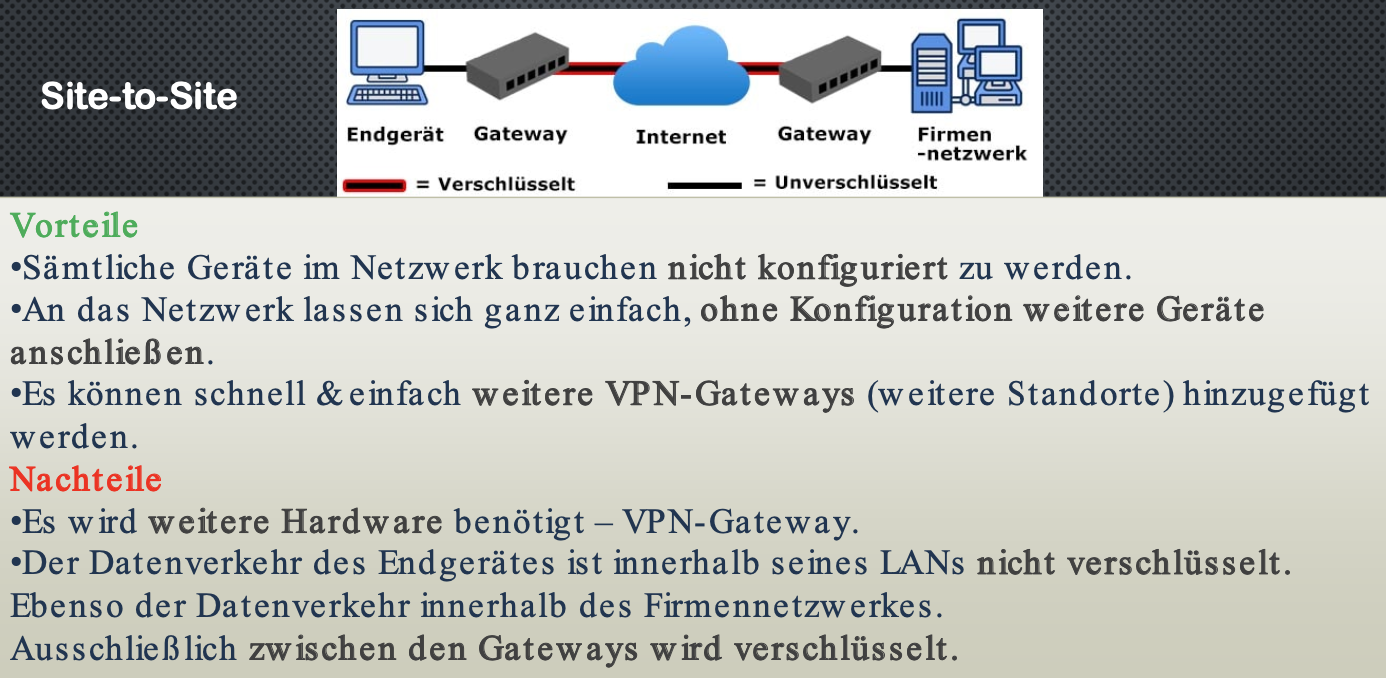 Site-to-Site
Endgerät Gateway Internet Gateway Firmen
-netzwerk
= Verschlüsselt = Unverschlüsselt
Vorteile
•Sämtliche Geräte im Netzwerk brauchen nicht konfiguriert zu werden.
•An das Netzwerk lassen sich ganz einfach, ohne Konfiguration weitere Geräte
anschließen.
•Es können schnell & einfach weitere VPN-Gateways (weitere Standorte) hinzugefügt
werden.
Nachteile
•Es wird weitere Hardware benötigt – VPN-Gateway.
•Der Datenverkehr des Endgerätes ist innerhalb seines LANs nicht verschlüsselt.
Ebenso der Datenverkehr innerhalb des Firmennetzwerkes.
Ausschließlich zwischen den Gateways wird verschlüsselt.